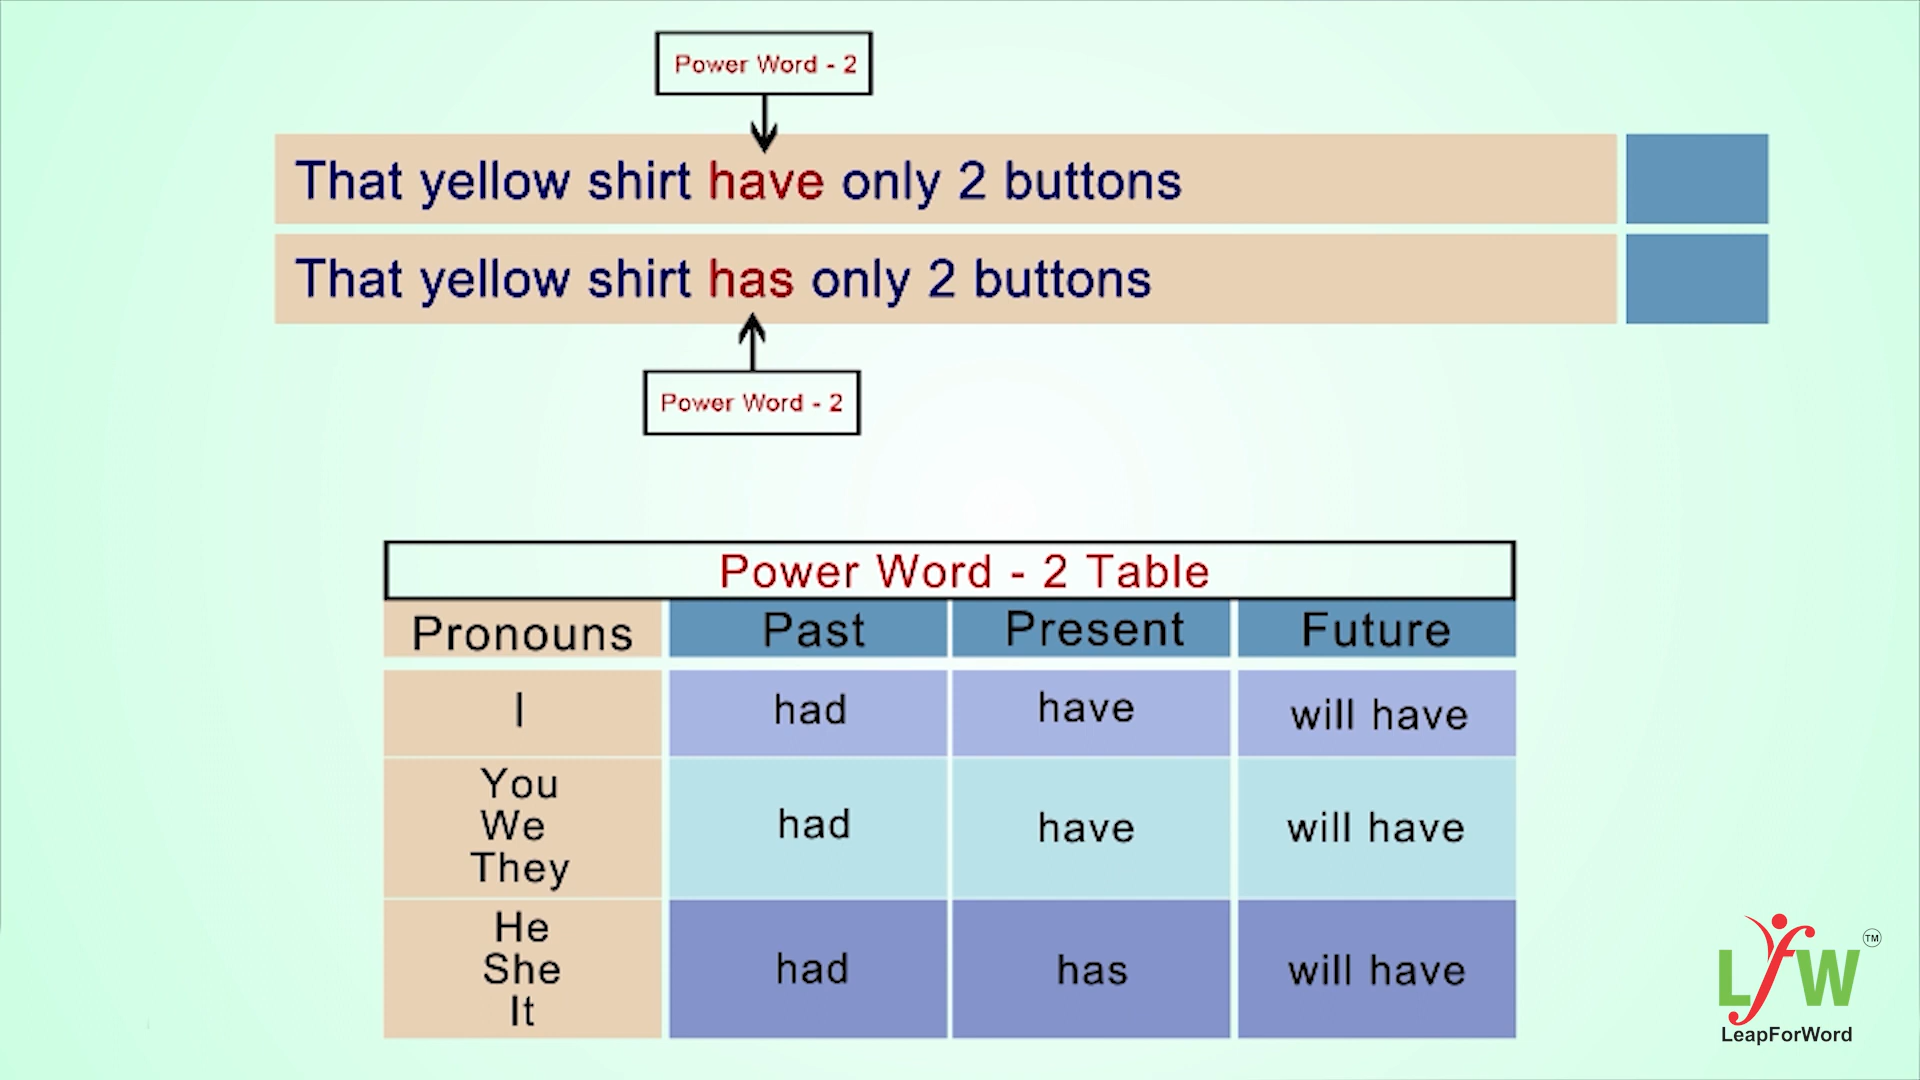 Power Word - 2
That yellow shirt have only 2 buttons
That yellow shirt has only 2 buttons
Power Word - 2
Power Word - 2 Table
Pronouns Past Present Future
I had have will have
You
We had have will have
They
He
She had has will have
It
LfW TM
LeapForWord